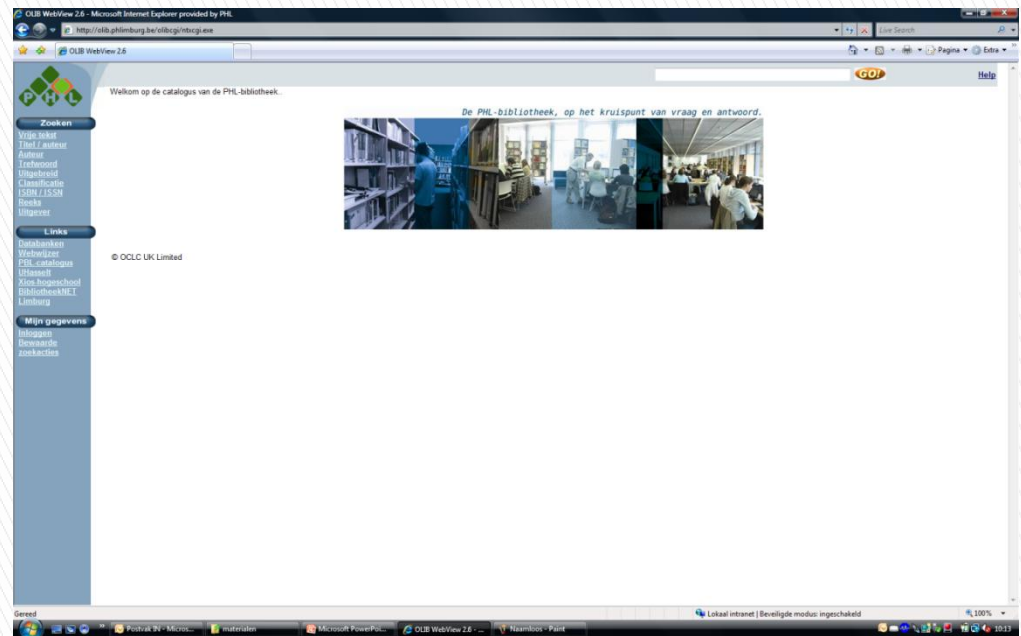 OLIB WebView 2.6 - Microsoft Internet Explorer provided by PHL
http://olib.phlimburg.be/olibcgi/ntxcgi.exe
Live Search
OLIB WebView 2.6
Pagina
Extra
GO!
Help
PHL
Welkom op de catalogus van de PHL-bibliotheek.
De PHL-bibliotheek, op het kruispunt van vraag en antwoord.
Zoeken
Vrije tekst
Titel / auteur
Auteur
Trefwoord
Uitgebreid
Classificatie
ISBN / ISSN
Reeks
Uitgever
Links
Databanken
Webwijzer
PBL-catalogus
UHasselt
Xios hogeschool
BibliotheekNET
Limburg
© OCLC UK Limited
Mijn gegevens
Inloggen
Bewaarde
zoekacties
Gereed
Lokaal intranet | Beveiligde modus: ingeschakeld
100%
Postvak IN - Micros...
materialen
Microsoft PowerPoi...
OLIB WebView 2.6 - ...
Naamloos - Paint
10:13